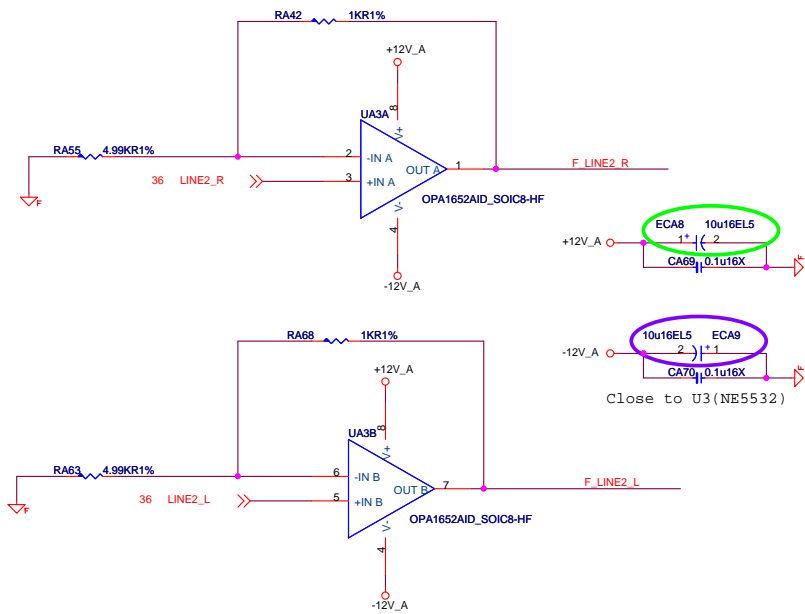 RA42 1KR1%
+12V_A
8
UA3A
V+
RA55 4.99KR1%
2 -IN A
OUT A 1
F_LINE2_R
36 LINE2_R
3 +IN A
V-
OPA1652AID_SOIC8-HF
4
-12V_A
ECA8 10u16EL5
+12V_A
1 + 2
CA69 0.1u16X
F
F
10u16EL5 ECA9
-12V_A
2 + 1
CA70 0.1u16X
F
Close to U3(NE5532)
RA68 1KR1%
+12V_A
8
UA3B
V+
RA63 4.99KR1%
6 -IN B
OUT B 7
F_LINE2_L
36 LINE2_L
5 +IN B
V-
F
OPA1652AID_SOIC8-HF
4
-12V_A